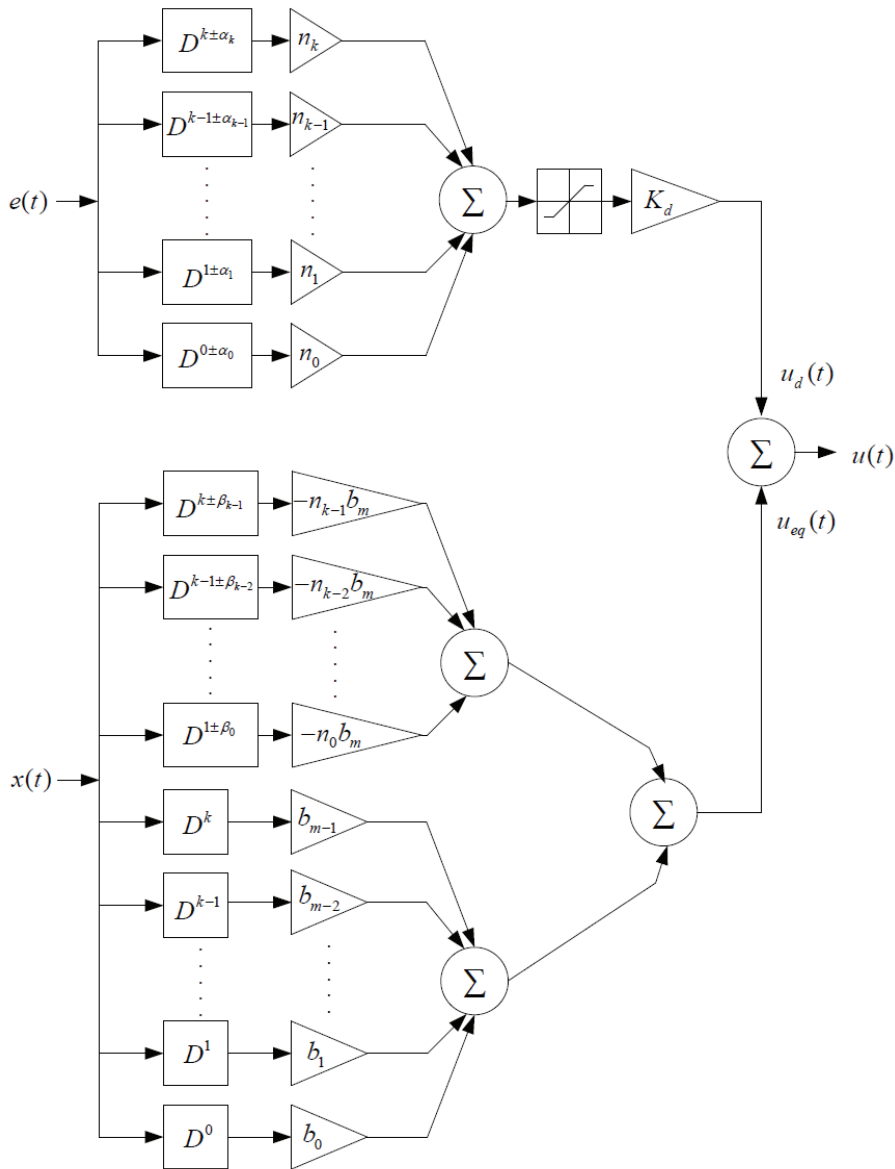 D^{k±α_k} n_k
D^{k-1±α_{k-1}} n_{k-1}
e(t) Σ K_d
D^{1±α_1} n_1
D^{0±α_0} n_0
u_d(t)
Σ u(t)
u_{eq}(t)
D^{k±β_{k-1}} −n_{k-1}b_m
D^{k-1±β_{k-2}} −n_{k-2}b_m
Σ
D^{1±β_0} −n_0b_m
x(t)
D^k b_{m-1} Σ
D^{k-1} b_{m-2}
Σ
D^1 b_1
D^0 b_0